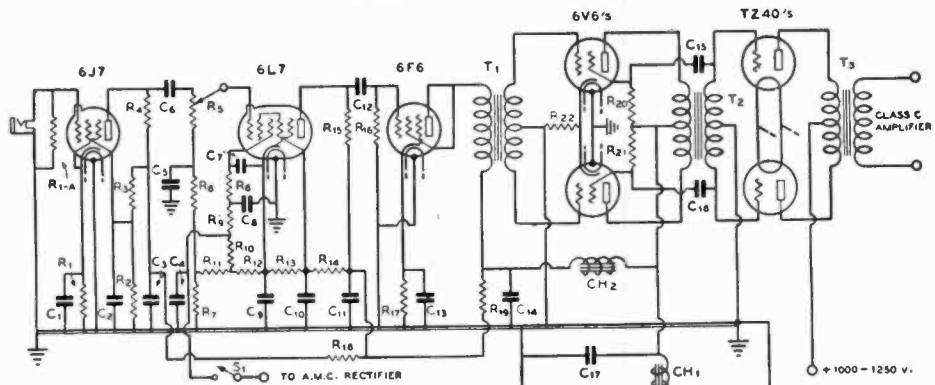 6J7
6L7
6F6
T1
6V6's
TZ40's
T2
T3
C6
R4
R5
C12
R15
R16
R22
R20
R21
C15
C16
CLASS C
AMPLIFIER
R1-A
R3
C5
R6
C7
R8
C8
R9
R10
R1
C1
C2
R2
C3
C4
R11
R12
R13
R14
R7
C9
C10
C11
R17
C13
R19
C14
CH2
R18
S1
TO A.M.C. RECTIFIER
C17
CH1
+1000-1250 V.